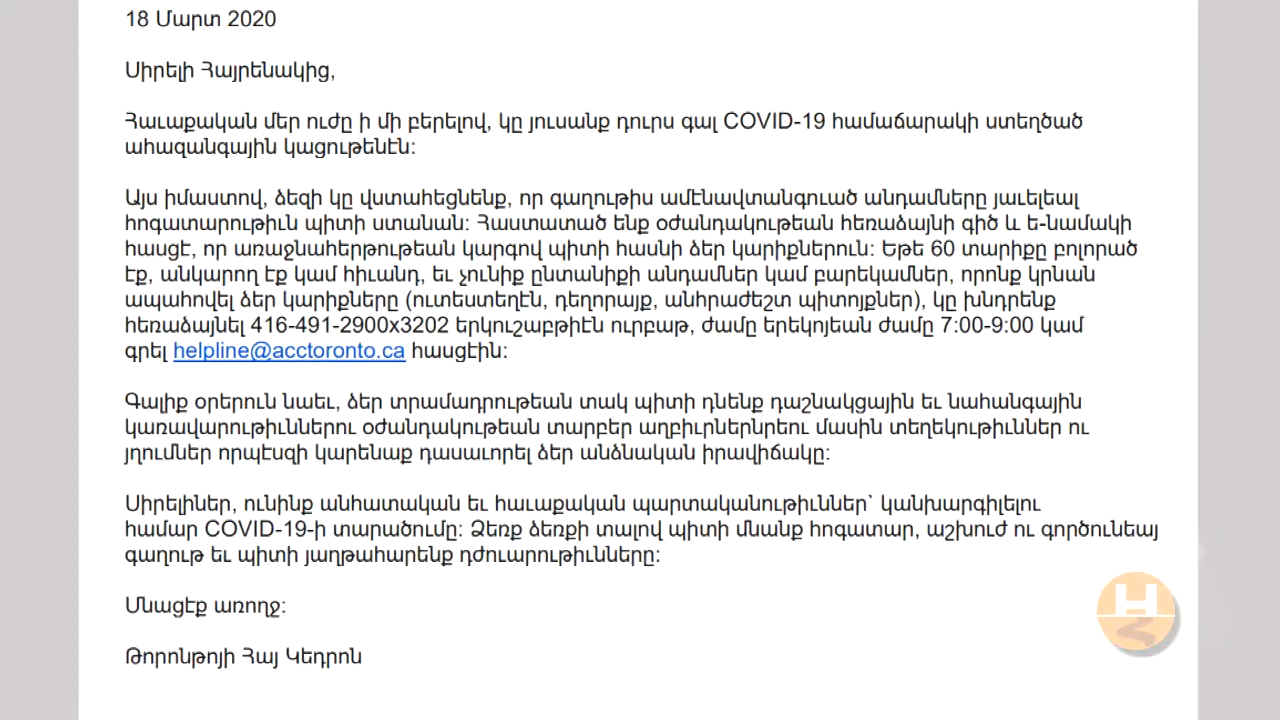 18 Մարտ 2020
Սիրելի Հայրենակից,
Հաւաքական մեր ուժը ի մի բերելով, կը յուսանք դուրս գալ COVID-19 համաճարակի ստեղծած
ահազանգային կացութենէն:
Այս իմաստով, ձեզի կը վստահեցնենք, որ գաղութիս ամէնավտանգուած անդամները յաւելեալ
հոգատարութիւն պիտի ստանան: Հաստատած ենք օժանդակութեան հեռաձայնի գիծ և ե-նամակի
հասցէ, որ առաջնահերթութեան կարգով պիտի հասնի ձեր կարիքներուն: Եթե 60 տարիքը բոլորած
էք, անկարող էք կամ հիւանդ, եւ չունիք ընտանիքի անդամներ կամ բարեկամներ, որոնք կրնան
ապահովել ձեր կարիքները (ուտեստեղէն, դեղորայք, անհրաժեշտ պիտոյքներ), կը խնդրենք
հեռաձայնել 416-491-2900x3202 երկուշաբթիէն ուրբաթ, ժամը երեկոյեան ժամը 7:00-9:00 կամ
գրել helpline@acctoronto.ca հասցէին:
Գալիք օրերուն նաեւ, ձեր տրամադրութեան տակ պիտի դնենք դաշնակցային եւ նահանգային
կառավարութիւններու օժանդակութեան տարբեր աղբիւրներնրեու մասին տեղեկութիւններ ու
յղումներ որպէսզի կարենաք դասաւորել ձեր անձնական իրավիճակը:
Սիրելիներ, ունինք անհատական եւ հաւաքական պարտականութիւններ` կանխարգիլելու
համար COVID-19-ի տարածումը: Ձեռք ձեռքի տալով պիտի մնանք հոգատար, աշխուժ ու գործունեայ
գաղութ եւ պիտի յաղթահարենք դժուարութիւնները:
Մնացէք առողջ:
Թորոնթոյի Հայ Կեդրոն